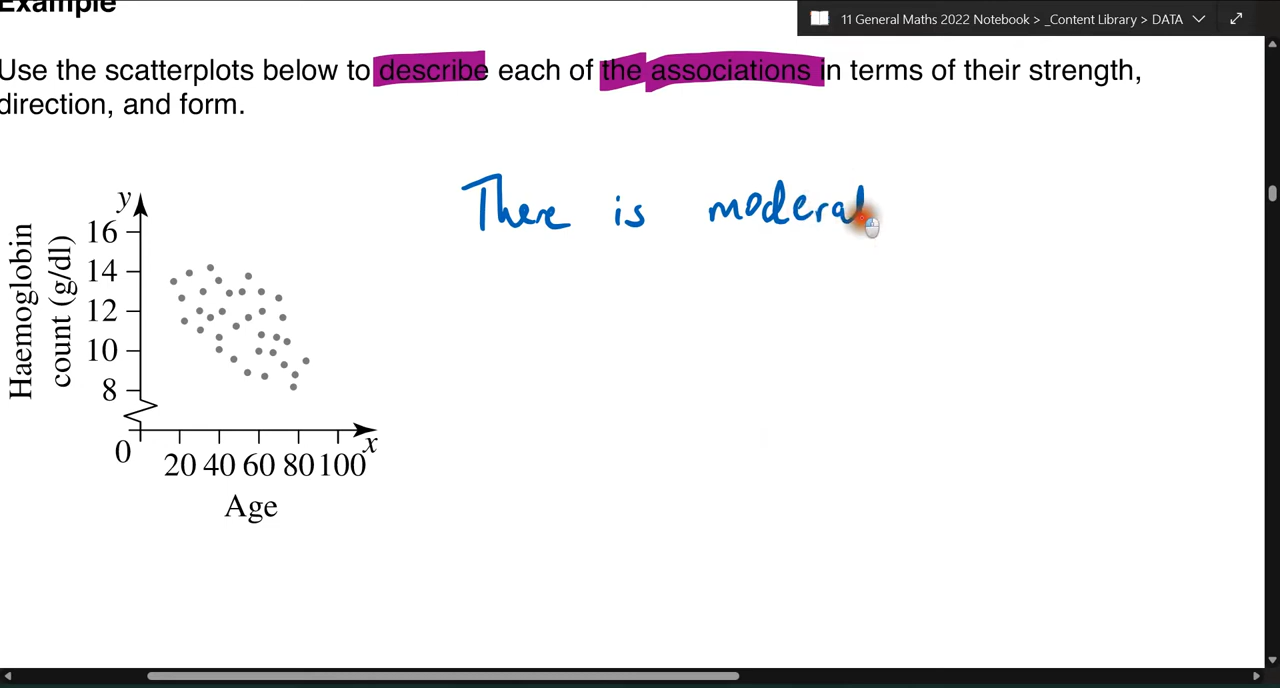 Example
11 General Maths 2022 Notebook > _Content Library > DATA
Use the scatterplots below to describe each of the associations in terms of their strength,
direction, and form.
There is moderat
y
16
14
12
10
8
Haemoglobin
count (g/dl)
0
20 40 60 80 100
x
Age